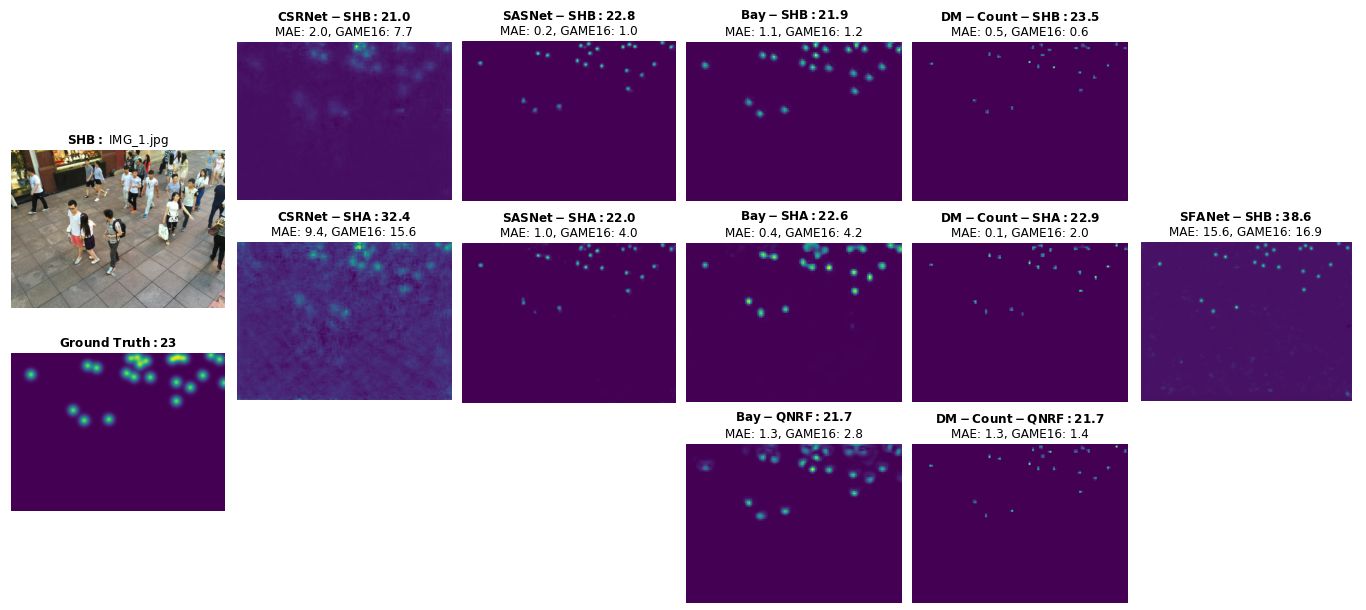 CSRNet – SHB : 21.0
MAE: 2.0, GAME16: 7.7
SASNet – SHB : 22.8
MAE: 0.2, GAME16: 1.0
Bay – SHB : 21.9
MAE: 1.1, GAME16: 1.2
DM – Count – SHB : 23.5
MAE: 0.5, GAME16: 0.6
SHB : IMG_1.jpg
CSRNet – SHA : 32.4
MAE: 9.4, GAME16: 15.6
SASNet – SHA : 22.0
MAE: 1.0, GAME16: 4.0
Bay – SHA : 22.6
MAE: 0.4, GAME16: 4.2
DM – Count – SHA : 22.9
MAE: 0.1, GAME16: 2.0
SFANet – SHB : 38.6
MAE: 15.6, GAME16: 16.9
Ground Truth : 23
Bay – QNRF : 21.7
MAE: 1.3, GAME16: 2.8
DM – Count – QNRF : 21.7
MAE: 1.3, GAME16: 1.4